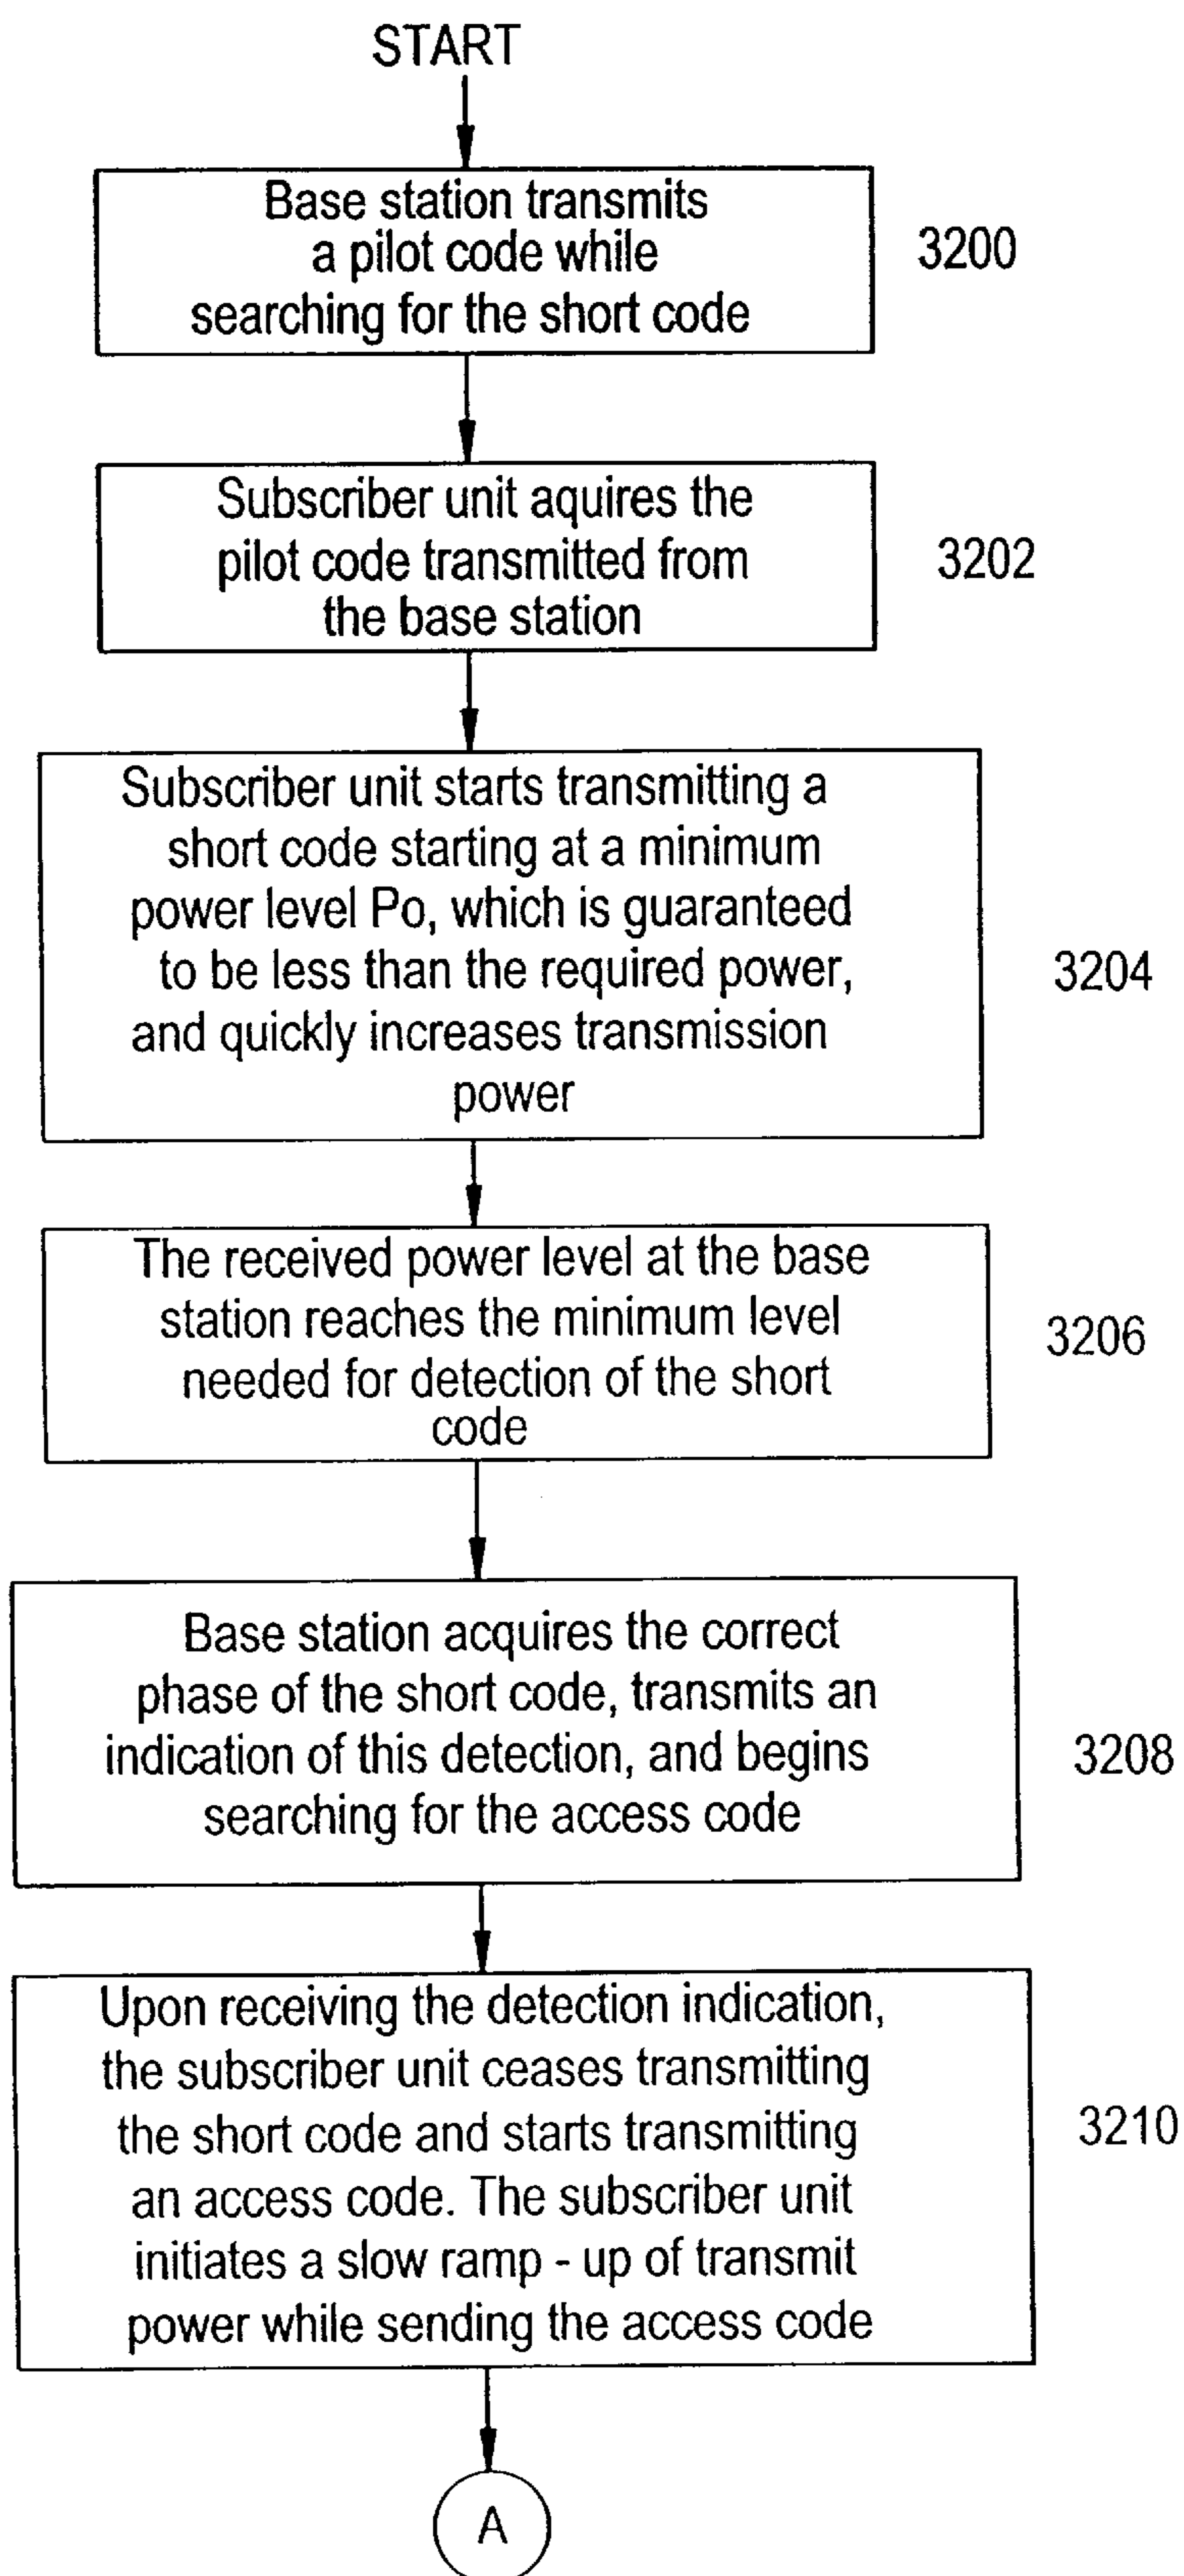 START
Base station transmits
a pilot code while
searching for the short code
3200
Subscriber unit aquires the
pilot code transmitted from
the base station
3202
Subscriber unit starts transmitting a
short code starting at a minimum
power level Po, which is guaranteed
to be less than the required power,
and quickly increases transmission
power
3204
The received power level at the base
station reaches the minimum level
needed for detection of the short
code
3206
Base station acquires the correct
phase of the short code, transmits an
indication of this detection, and begins
searching for the access code
3208
Upon receiving the detection indication,
the subscriber unit ceases transmitting
the short code and starts transmitting
an access code. The subscriber unit
initiates a slow ramp - up of transmit
power while sending the access code
3210
A